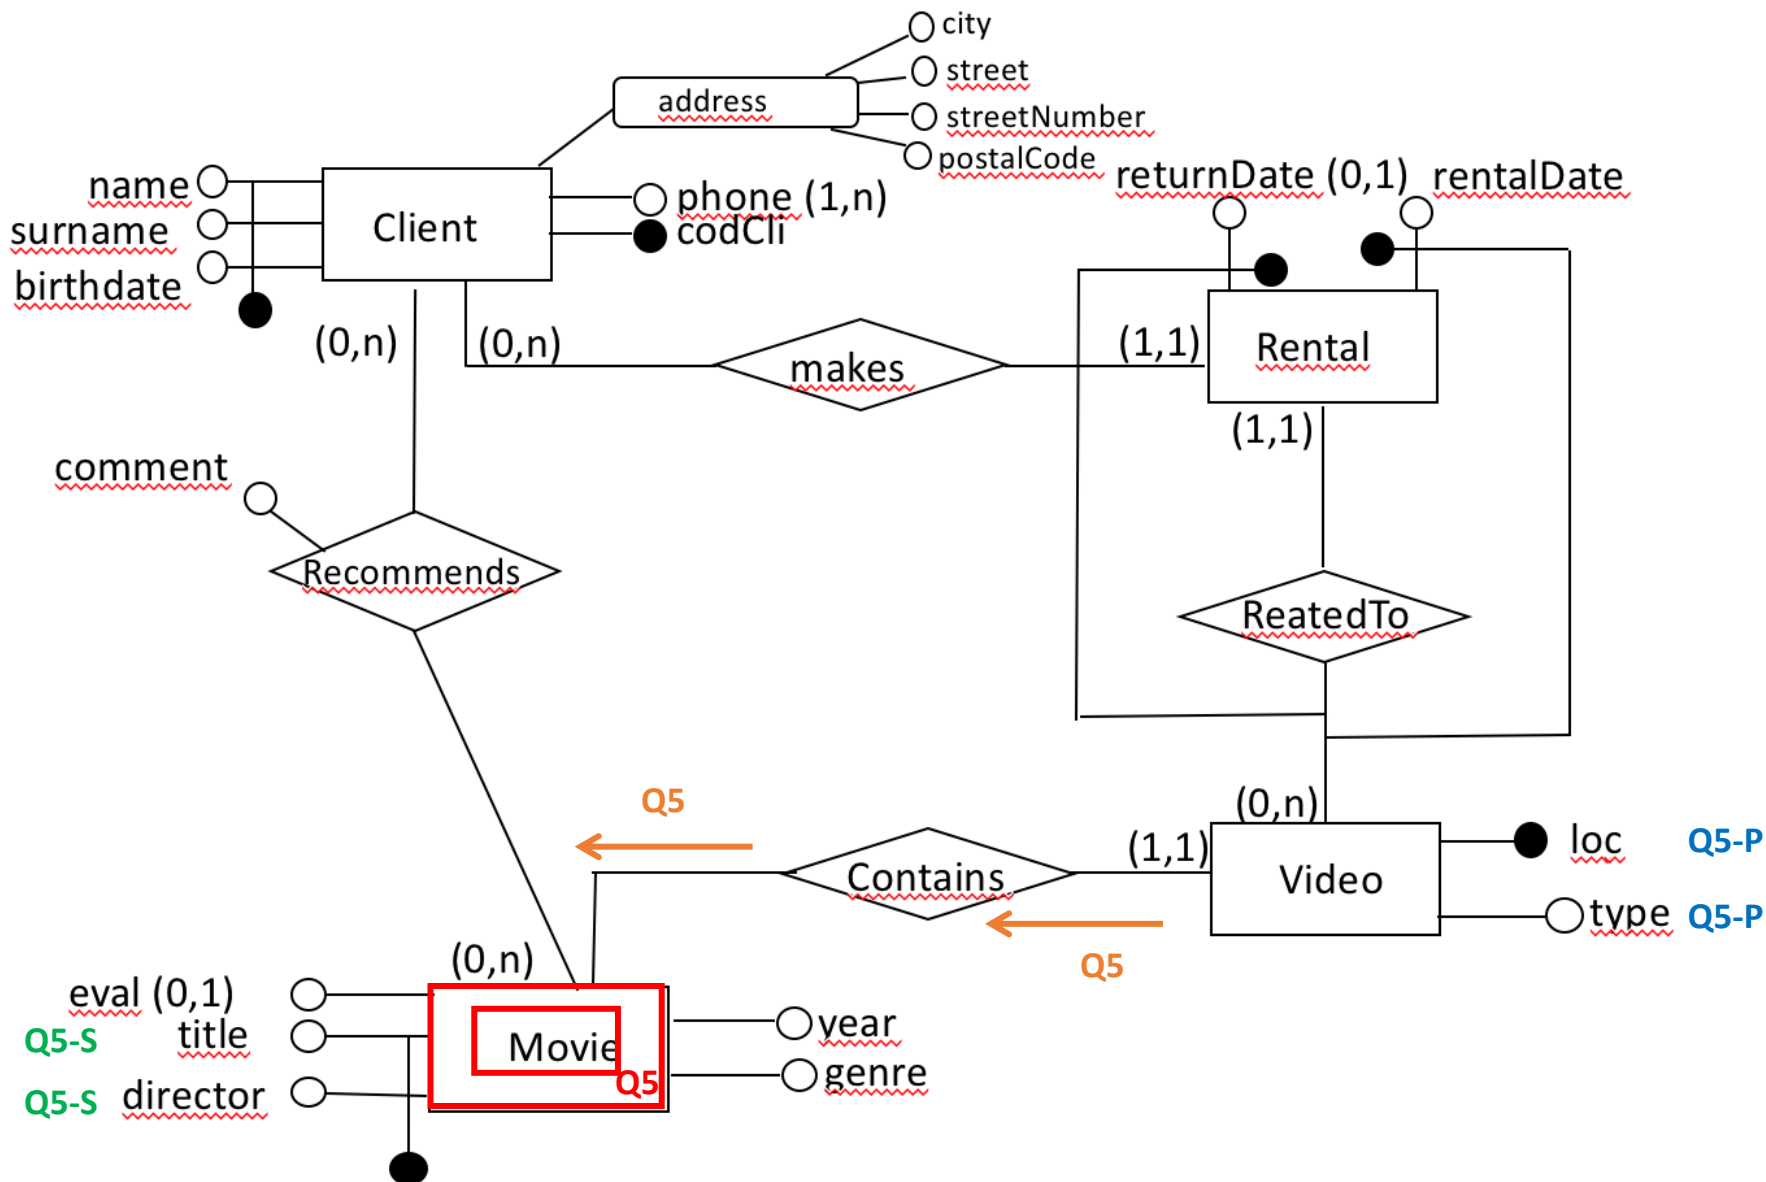 city
street
address
streetNumber
postalCode
name
surname
birthdate
Client
phone (1,n)
codCli
returnDate (0,1)
rentalDate
(0,n)
(0,n)
makes
(1,1)
Rental
(1,1)
comment
Recommends
ReatedTo
Q5
(0,n)
Contains
(1,1)
Video
loc
Q5-P
type
Q5-P
Q5
(0,n)
eval (0,1)
Q5-S
title
Q5-S
director
Movie
Q5
year
genre